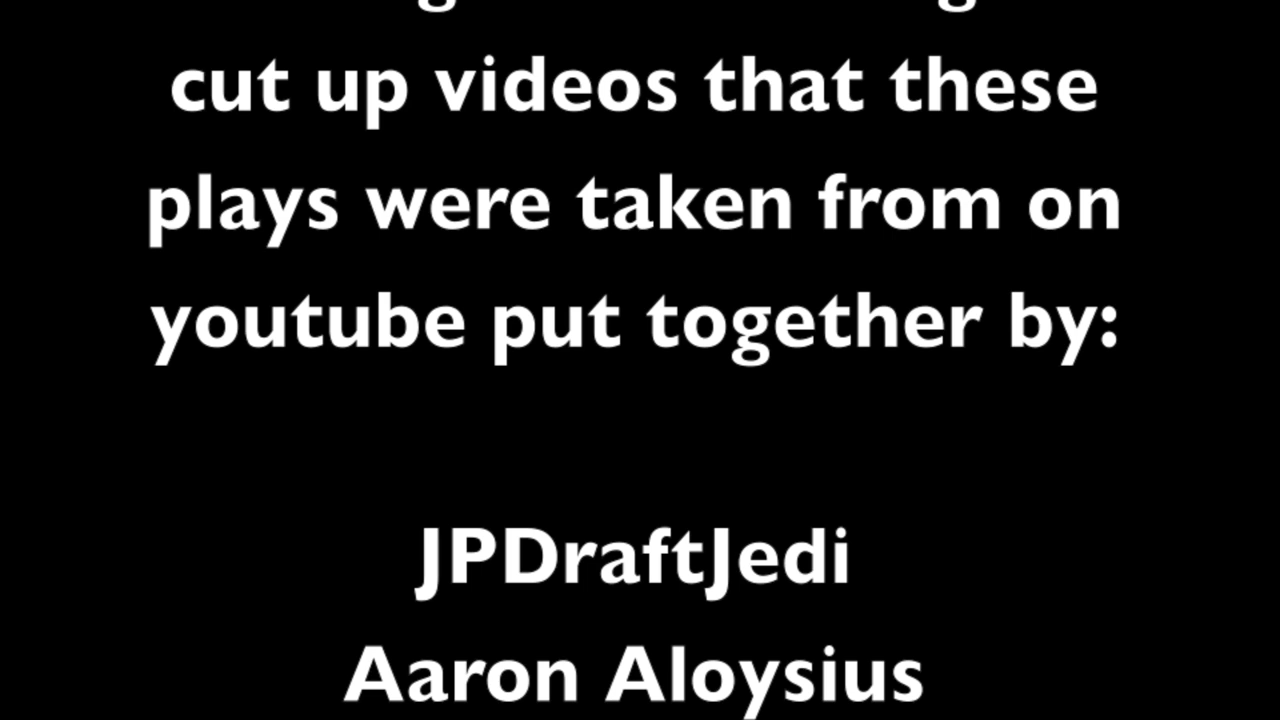 cut up videos that these
plays were taken from on
youtube put together by:
JPDraftJedi
Aaron Aloysius